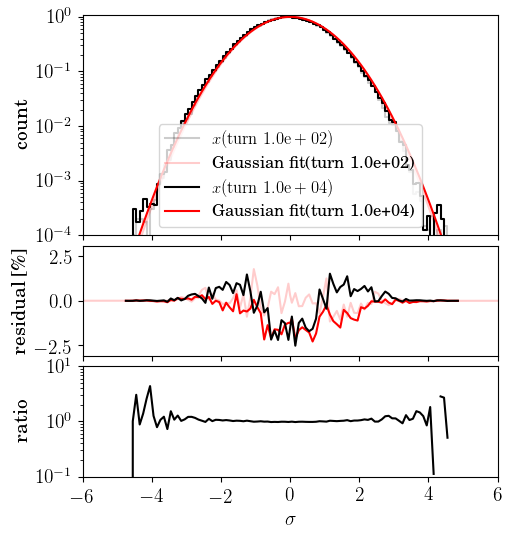 10^0
10^{-1}
10^{-2}
10^{-3}
10^{-4}
count
x(turn 1.0e + 02)
Gaussian fit(turn 1.0e+02)
x(turn 1.0e + 04)
Gaussian fit(turn 1.0e+04)
2.5
0.0
−2.5
residual [%]
10^1
10^0
10^{-1}
ratio
−6 −4 −2 0 2 4 6
σ